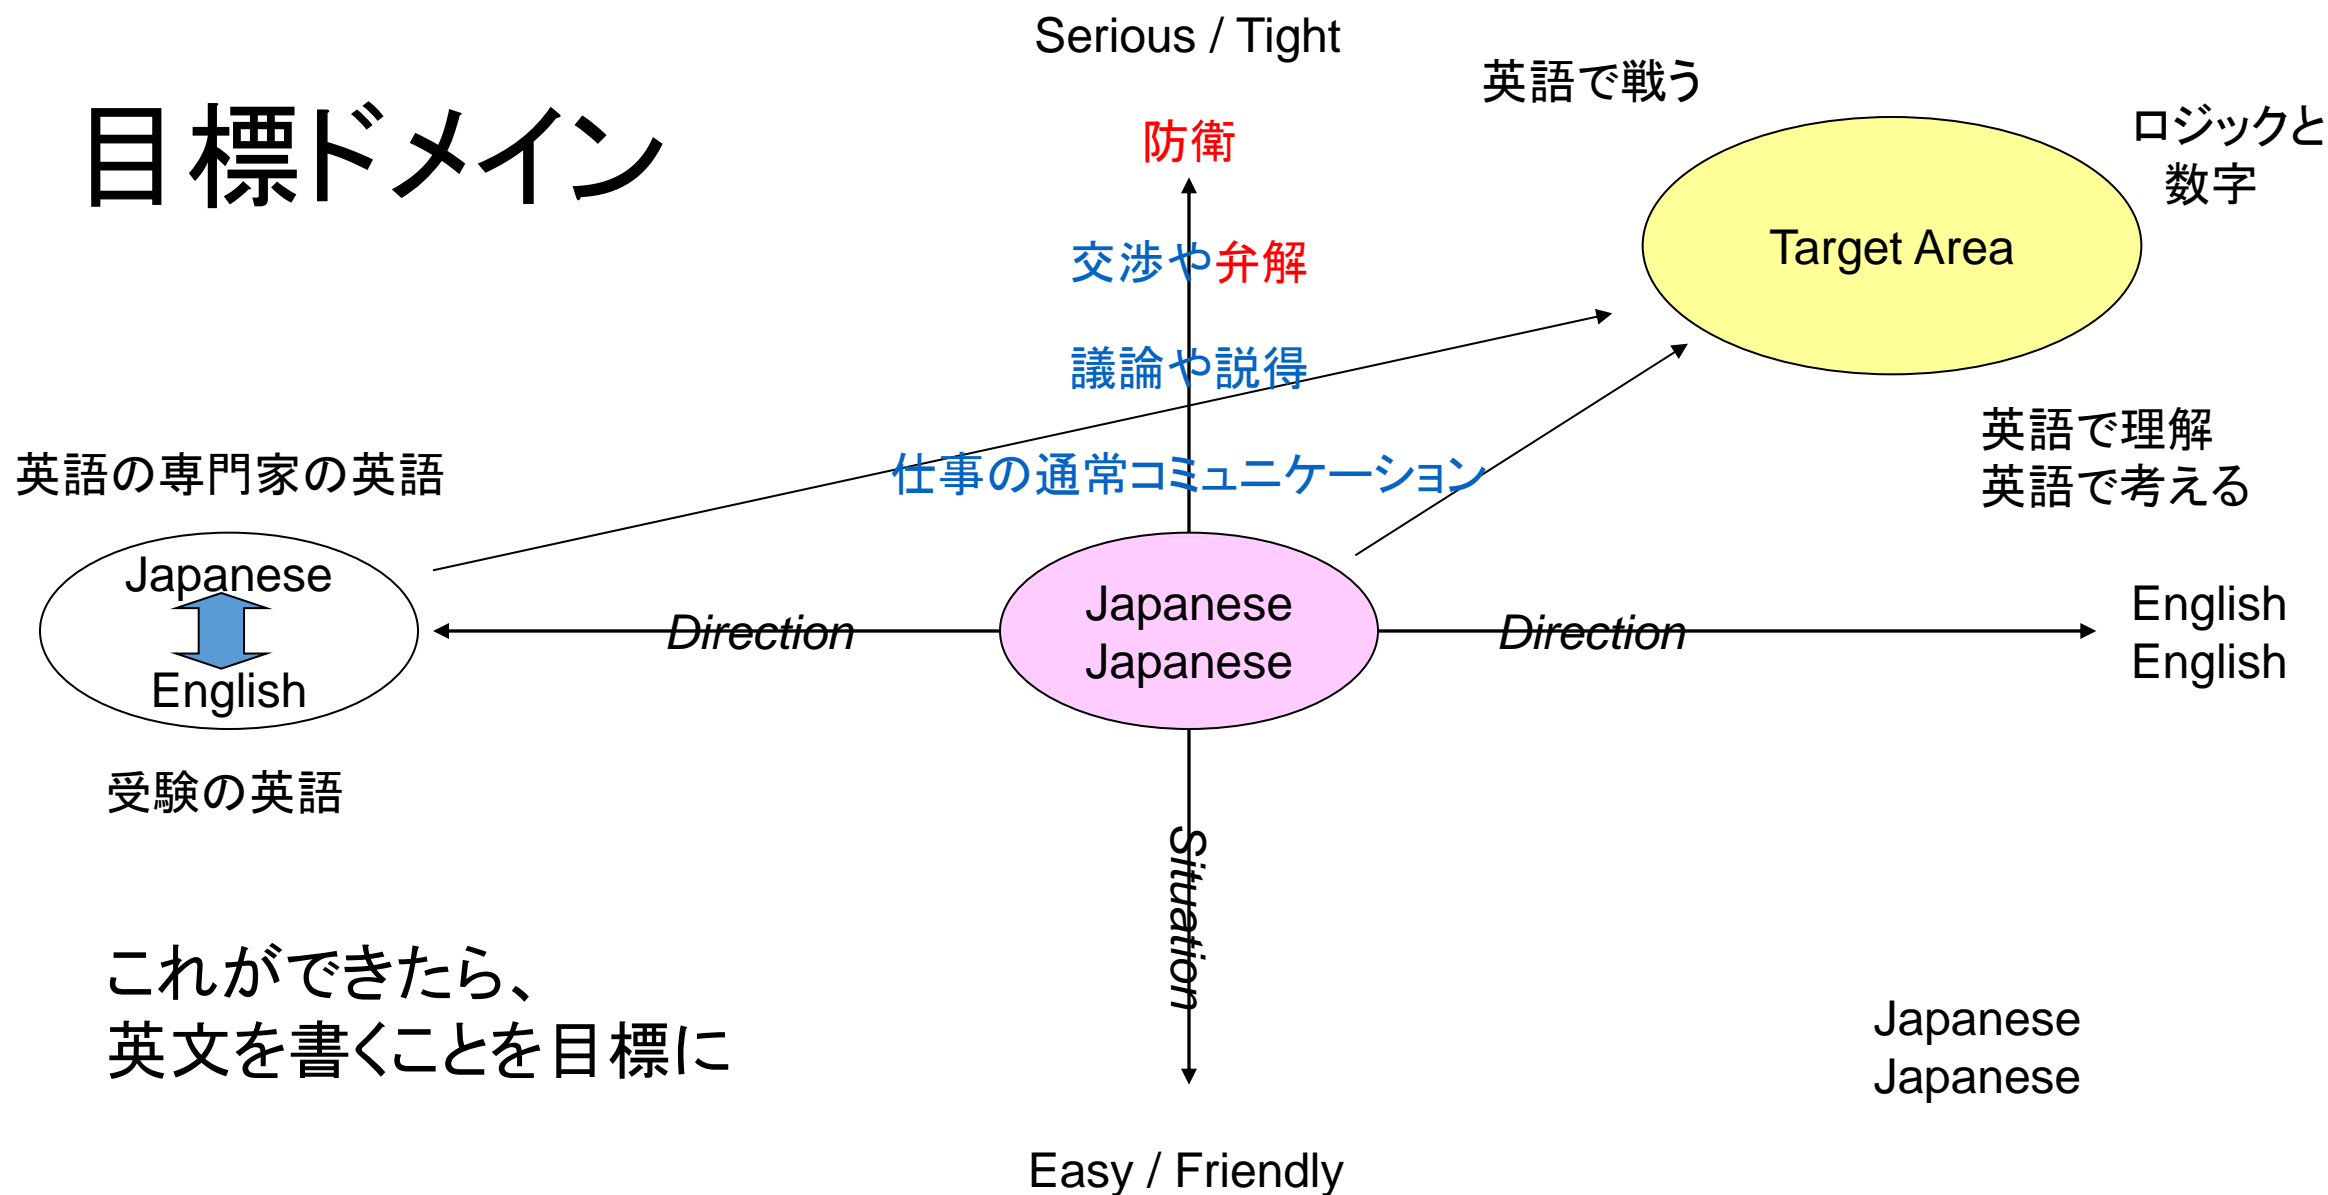 Serious / Tight
目標ドメイン
英語で戦う
ロジックと
数字
防衛
Target Area
交渉や弁解
議論や説得
英語で理解
英語で考える
英語の専門家の英語
仕事の通常コミュニケーション
Japanese
English
Direction
Japanese
Japanese
Direction
English
English
受験の英語
Situation
これができたら、
英文を書くことを目標に
Japanese
Japanese
Easy / Friendly